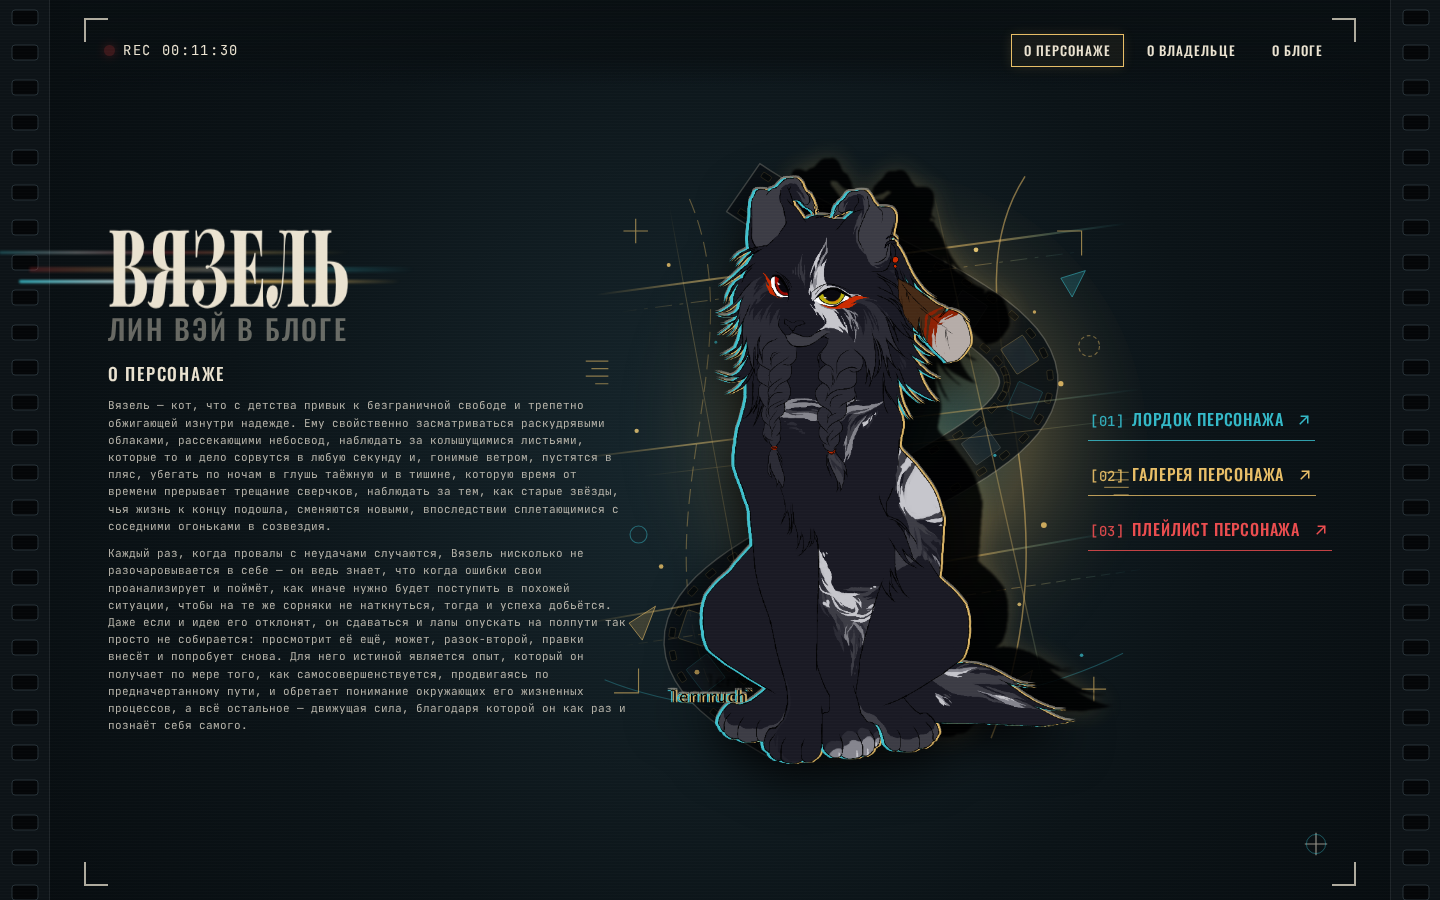 REC 00:11:30
О ПЕРСОНАЖЕ
О ВЛАДЕЛЬЦЕ
О БЛОГЕ
ВЯЗЕЛЬ
ЛИН ВЭЙ В БЛОГЕ
О ПЕРСОНАЖЕ
Вязель — кот, что с детства привык к безграничной свободе и трепетно
обжигающей изнутри надежде. Ему свойственно засматриваться раскудрявыми
облаками, рассекающими небосвод, наблюдать за колышущимися листьями,
которые то и дело сорвутся в любую секунду и, гонимые ветром, пустятся в
пляс, убегать по ночам в глушь таёжную и в тишине, которую время от
времени прерывает трещание сверчков, наблюдать за тем, как старые звёзды,
чья жизнь к концу подошла, сменяются новыми, впоследствии сплетающимися с
соседними огоньками в созвездия.
Каждый раз, когда провалы с неудачами случаются, Вязель нисколько не
разочаровывается в себе — он ведь знает, что когда ошибки свои
проанализирует и поймёт, как иначе нужно будет поступить в похожей
ситуации, чтобы на те же сорняки не наткнуться, тогда и успеха добьётся.
Даже если и идею его отклонят, он сдаваться и лапы опускать на полпути так
просто не собирается: просмотрит её ещё, может, разок-второй, правки
внесёт и попробует снова. Для него истиной является опыт, который он
получает по мере того, как самосовершенствуется, продвигаясь по
предначертанному пути, и обретает понимание окружающих его жизненных
процессов, а всё остальное — движущая сила, благодаря которой он как раз и
познаёт себя самого.
Terrruch
[01] ЛОРДОК ПЕРСОНАЖА
[02] ГАЛЕРЕЯ ПЕРСОНАЖА
[03] ПЛЕЙЛИСТ ПЕРСОНАЖА